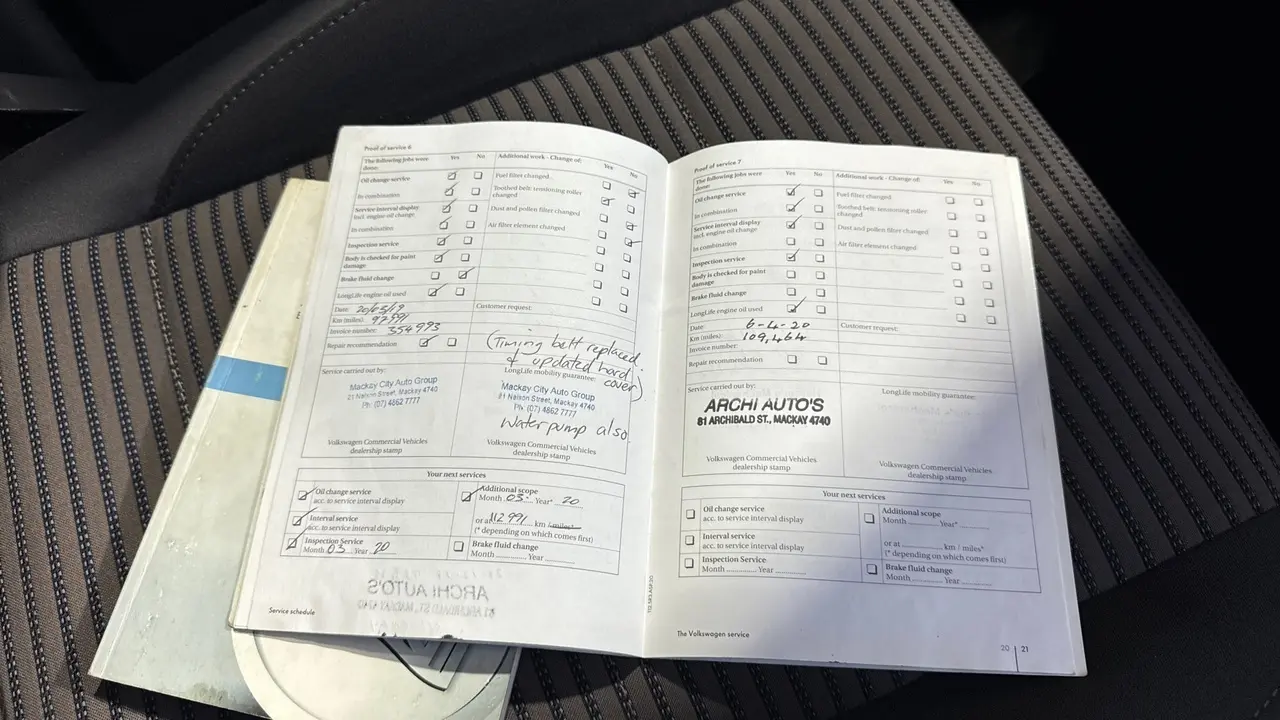 Proof of service 6
The following jobs were done: Yes No Additional work - Change of: Yes No
Oil change service Fuel filter changed
In combination Toothed belt: tensioning roller changed
Service interval display incl. engine oil change Dust and pollen filter changed
In combination Air filter element changed
Inspection service
Body is checked for paint damage
Brake fluid change
LongLife engine oil used
Date: 20/03/19 Customer request:
Km (miles): 97991
Invoice number: 354973
Repair recommendation
(Timing belt replaced
& updated hard
cover)
Service carried out by: LongLife mobility guarantee:
Mackay City Auto Group
21 Nelson Street, Mackay 4740
Ph: (07) 4862 7777
Mackay City Auto Group
21 Nelson Street, Mackay 4740
Ph: (07) 4862 7777
Waterpump also.
Volkswagen Commercial Vehicles
dealership stamp
Volkswagen Commercial Vehicles
dealership stamp
Your next services
Oil change service
acc. to service interval display
Interval service
acc. to service interval display
Inspection Service
Month 03 Year 20
Additional scope
Month 03 Year* 20
or at 112991 km / miles*
(* depending on which comes first)
Brake fluid change
Month Year
ARCHI AUTO'S
81 ARCHIBALD ST., MACKAY 4740
Service schedule
Proof of service 7
The following jobs were done: Yes No Additional work - Change of: Yes No
Oil change service Fuel filter changed
In combination Toothed belt: tensioning roller changed
Service interval display incl. engine oil change Dust and pollen filter changed
In combination Air filter element changed
Inspection service
Body is checked for paint damage
Brake fluid change
LongLife engine oil used
Date: 6-4-20 Customer request:
Km (miles): 109,464
Invoice number:
Repair recommendation
Service carried out by: LongLife mobility guarantee:
ARCHI AUTO'S
81 ARCHIBALD ST., MACKAY 4740
Volkswagen Commercial Vehicles
dealership stamp
Volkswagen Commercial Vehicles
dealership stamp
Your next services
Oil change service
acc. to service interval display
Interval service
acc. to service interval display
Inspection Service
Month Year
Additional scope
Month Year*
or at km / miles*
(* depending on which comes first)
Brake fluid change
Month Year
The Volkswagen service
20 21